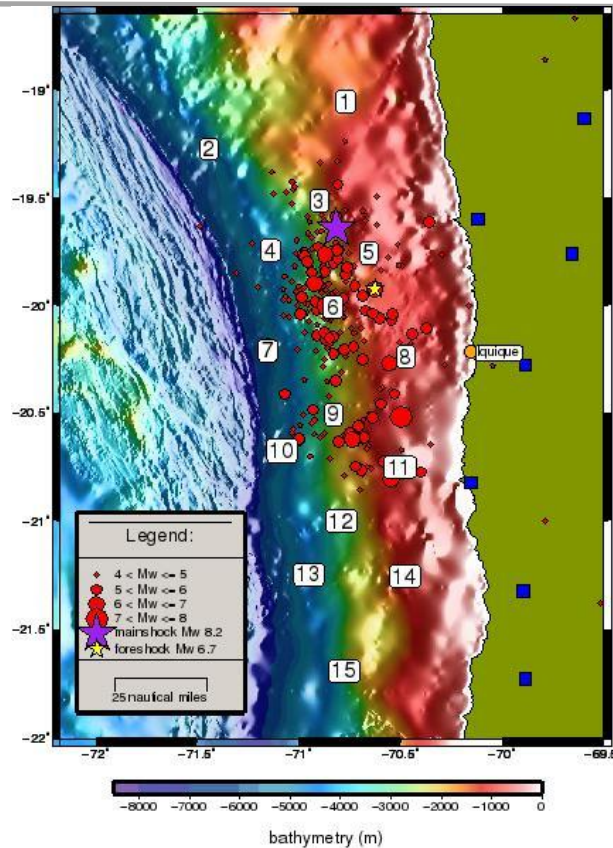 −19°
−19.5°
−20°
−20.5°
−21°
−21.5°
−22°
1
2
3
4
5
6
7
8
Iquique
9
10
11
12
13
14
15
Legend:
4 < Mw <= 5
5 < Mw <= 6
6 < Mw <= 7
7 < Mw <= 8
mainshock Mw 8.2
foreshock Mw 6.7
25 nautical miles
−72° −71.5° −71° −70.5° −70° −69.5
−8000 −7000 −6000 −5000 −4000 −3000 −2000 −1000 0
bathymetry (m)